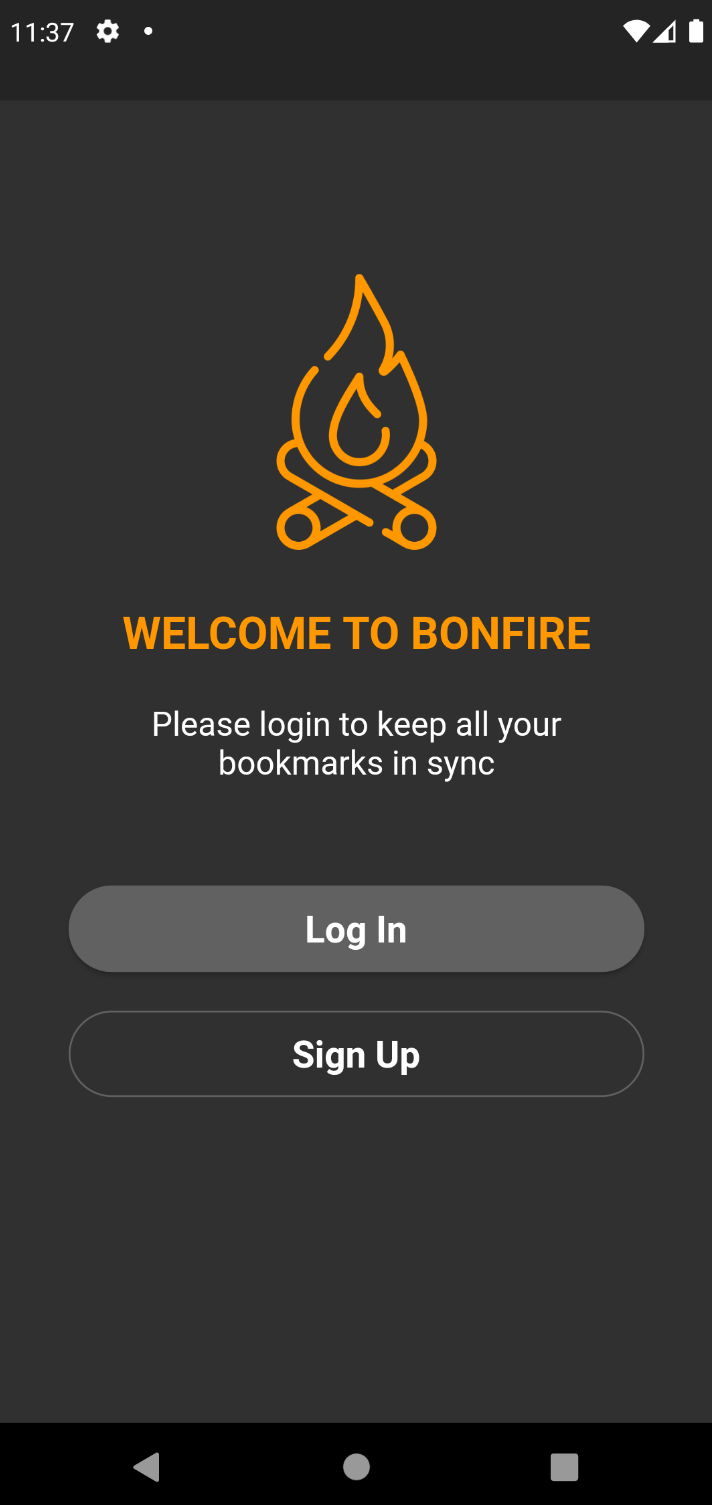 11:37
WELCOME TO BONFIRE
Please login to keep all your
bookmarks in sync
Log In
Sign Up